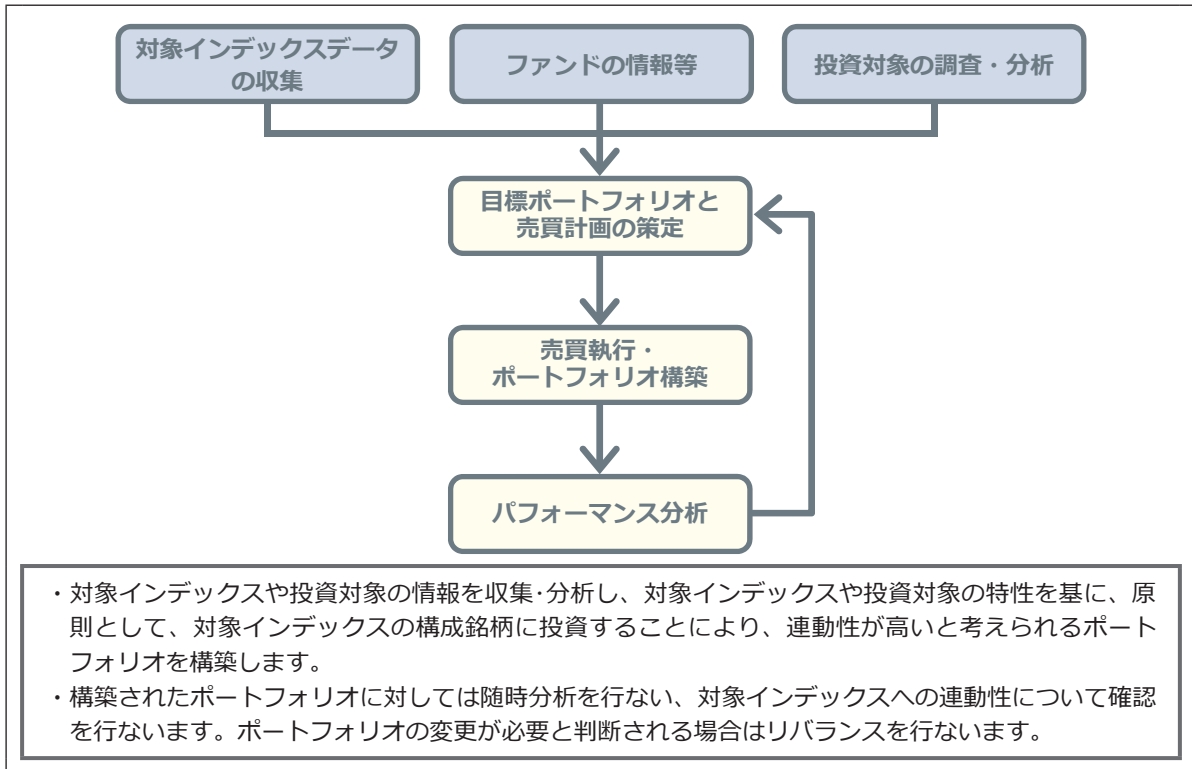 対象インデックスデータ
の収集
ファンドの情報等
投資対象の調査・分析
目標ポートフォリオと
売買計画の策定
売買執行・
ポートフォリオ構築
パフォーマンス分析
・対象インデックスや投資対象の情報を収集・分析し、対象インデックスや投資対象の特性を基に、原
則として、対象インデックスの構成銘柄に投資することにより、連動性が高いと考えられるポート
フォリオを構築します。
・構築されたポートフォリオに対しては随時分析を行ない、対象インデックスへの連動性について確認
を行ないます。ポートフォリオの変更が必要と判断される場合はリバランスを行ないます。